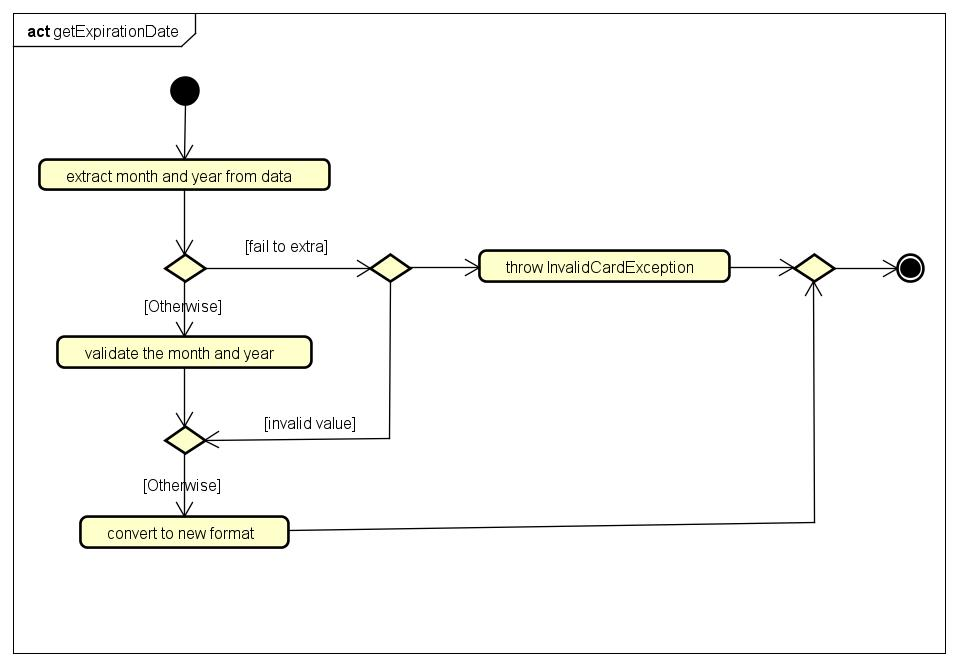 act getExpirationDate
extract month and year from data
[fail to extra]
throw InvalidCardException
[Otherwise]
validate the month and year
[invalid value]
[Otherwise]
convert to new format